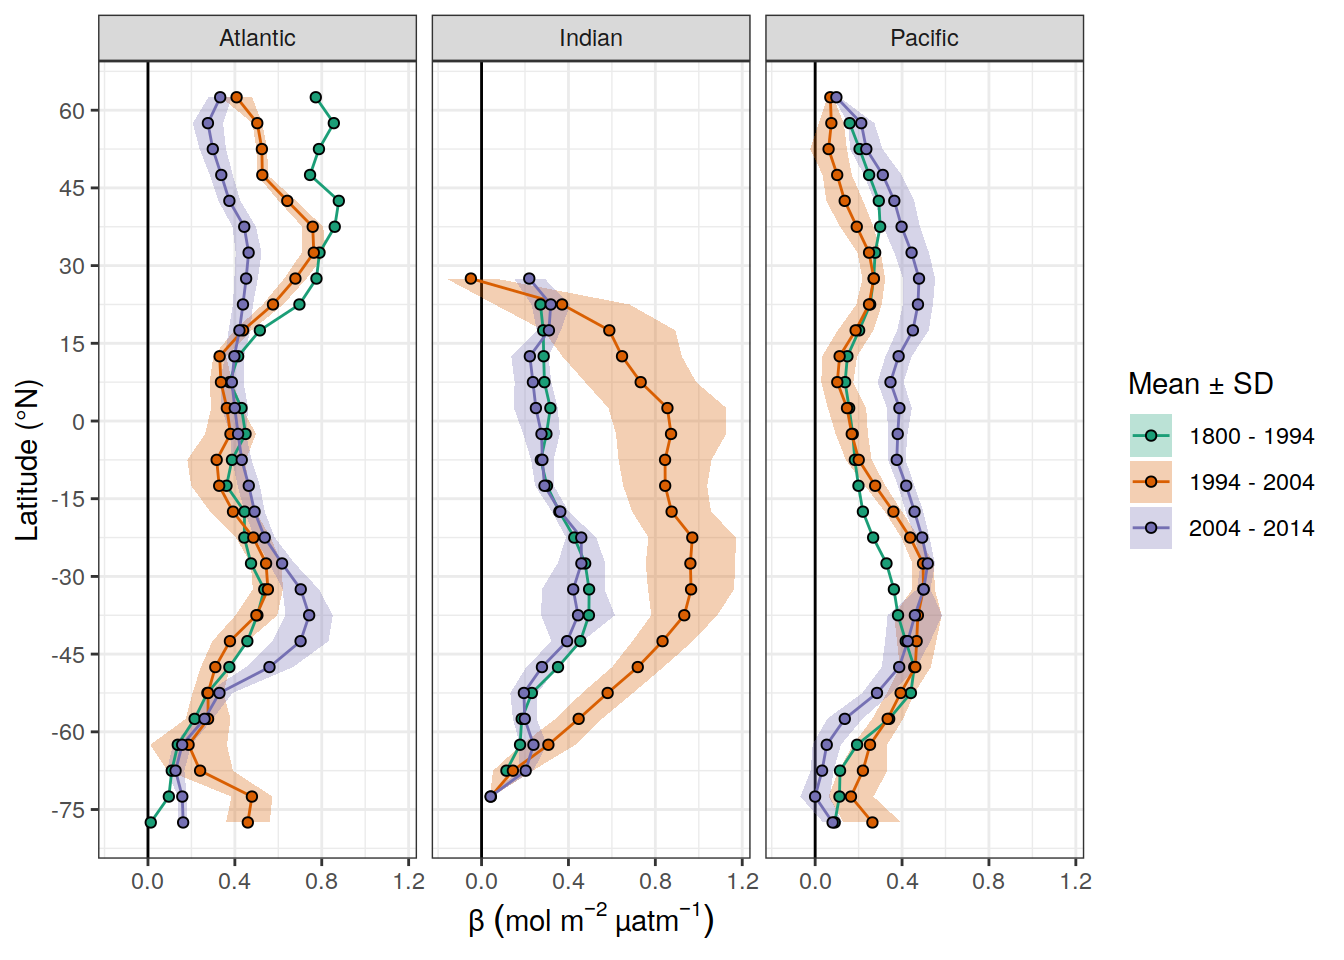 Atlantic Indian Pacific
60
45
30
15
0
-15
-30
-45
-60
-75
Latitude (°N)
0.0 0.4 0.8 1.2 0.0 0.4 0.8 1.2 0.0 0.4 0.8 1.2
β (mol m⁻² µatm⁻¹)
Mean ± SD
1800 - 1994
1994 - 2004
2004 - 2014